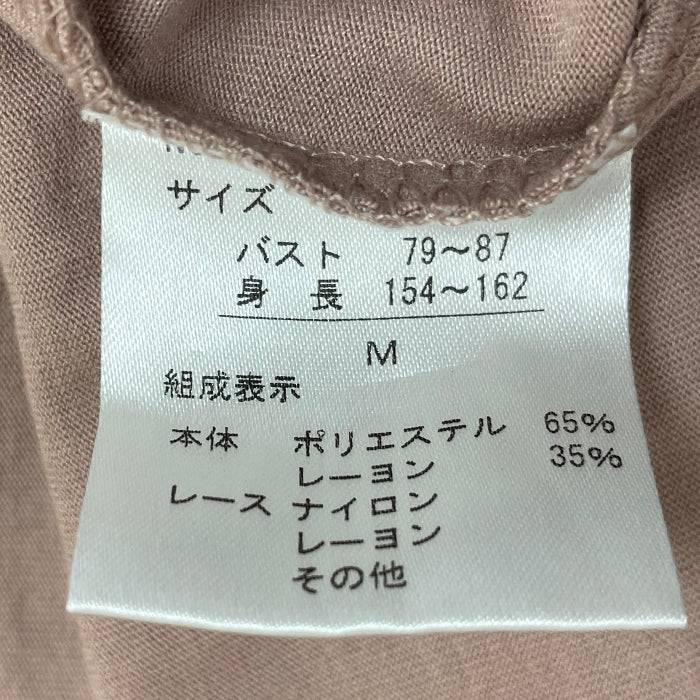 サイズ
バスト 79～87
身長 154～162
M
組成表示
本体 ポリエステル 65%
レーヨン 35%
レース ナイロン
レーヨン
その他